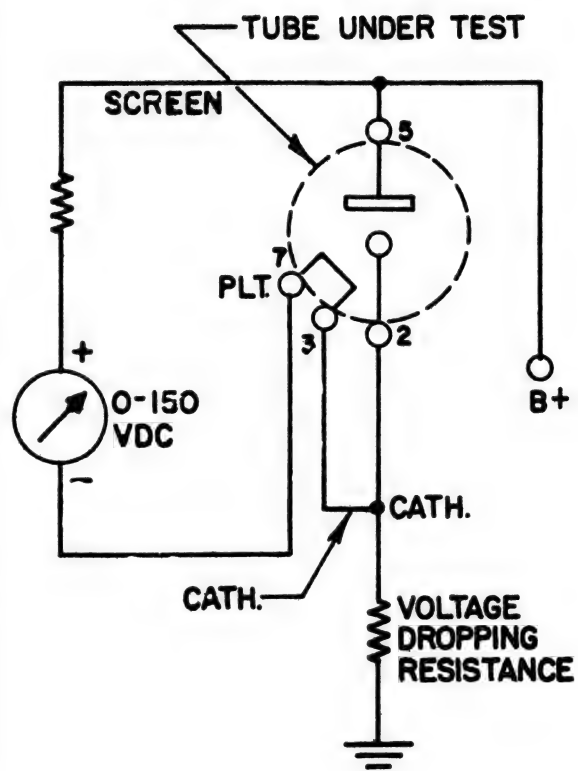 TUBE UNDER TEST
SCREEN
5
7
PLT.
3
2
B+
+
0-150
VDC
-
CATH.
CATH.
VOLTAGE
DROPPING
RESISTANCE